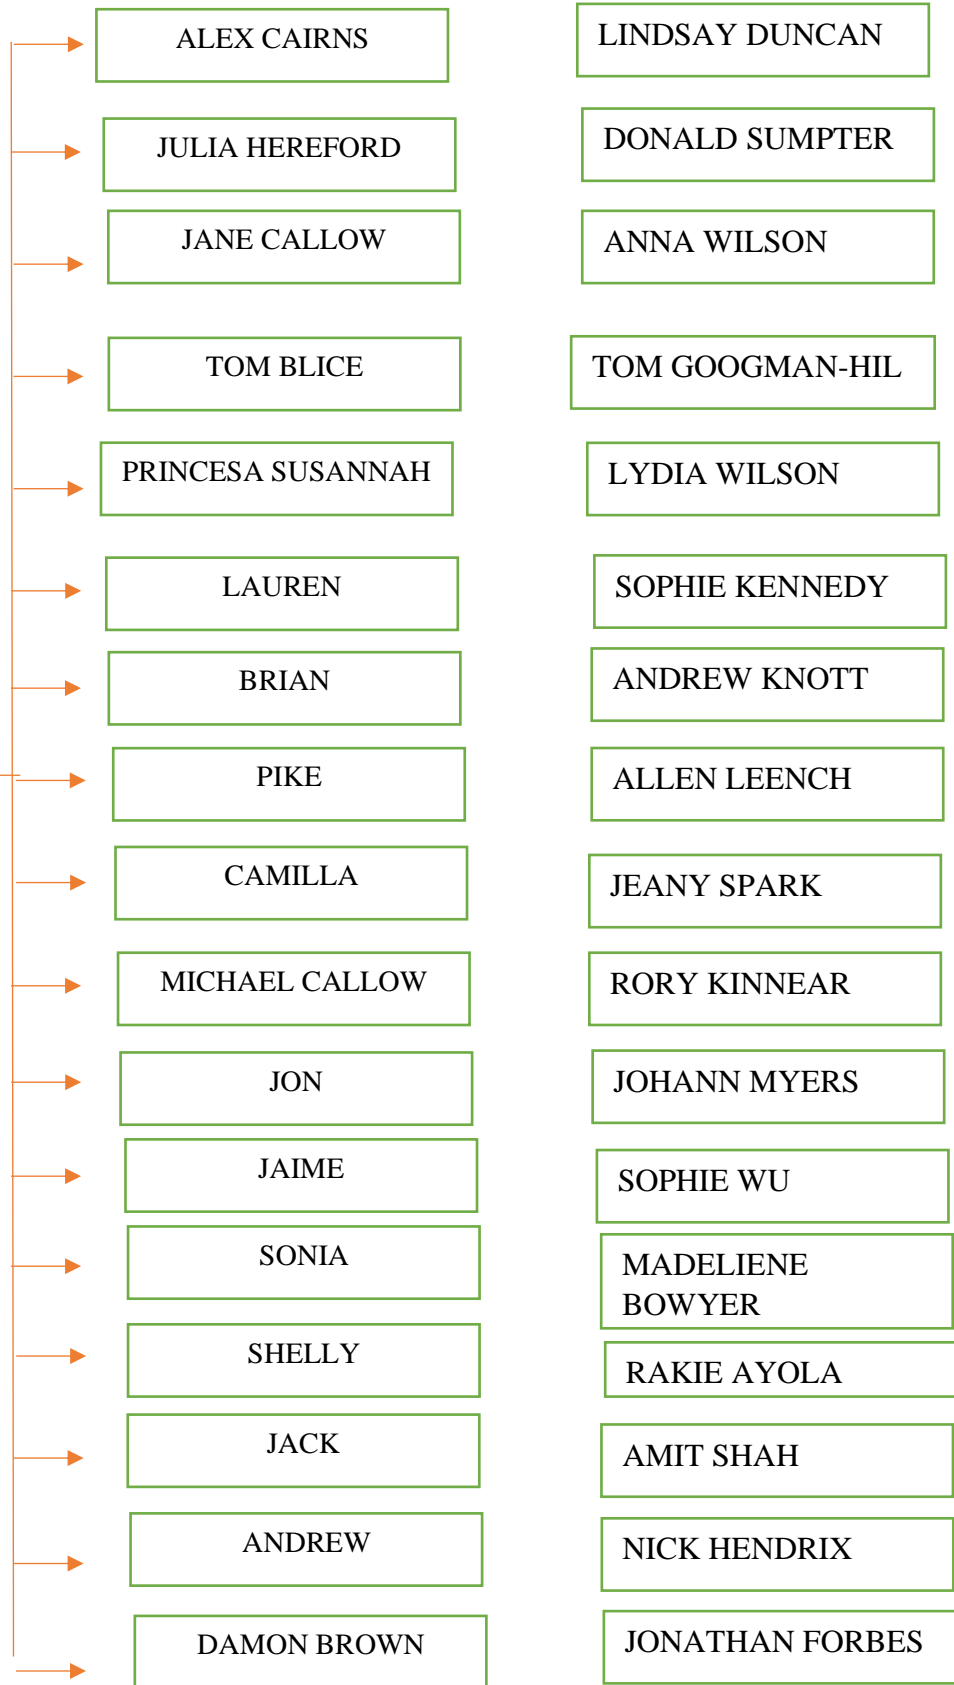 ALEX CAIRNS
LINDSAY DUNCAN
JULIA HEREFORD
DONALD SUMPTER
JANE CALLOW
ANNA WILSON
TOM BLICE
TOM GOOGMAN-HIL
PRINCESA SUSANNAH
LYDIA WILSON
LAUREN
SOPHIE KENNEDY
BRIAN
ANDREW KNOTT
PIKE
ALLEN LEENCH
CAMILLA
JEANY SPARK
MICHAEL CALLOW
RORY KINNEAR
JON
JOHANN MYERS
JAIME
SOPHIE WU
SONIA
MADELIENE
BOWYER
SHELLY
RAKIE AYOLA
JACK
AMIT SHAH
ANDREW
NICK HENDRIX
DAMON BROWN
JONATHAN FORBES